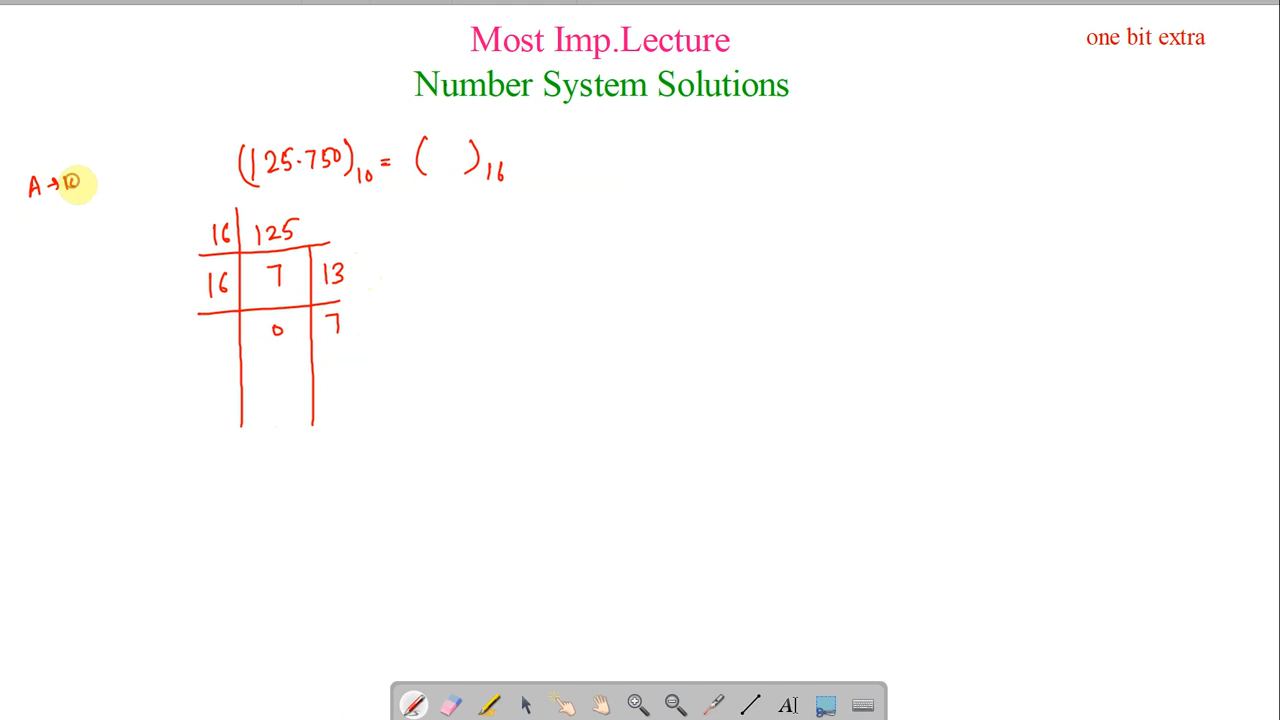 Most Imp.Lecture
one bit extra
Number System Solutions
(125.750)10 = ( )16
A → 10
16 125
16 7 13
0 7